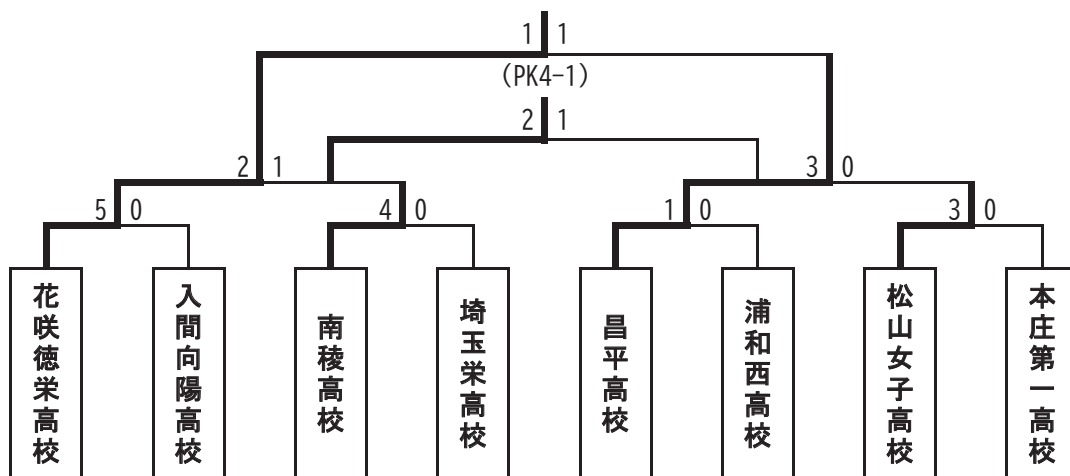 1 1
(PK4-1)
2 1
2 1
3 0
5 0
4 0
1 0
3 0
花咲徳栄高校
入間向陽高校
南稜高校
埼玉栄高校
昌平高校
浦和西高校
松山女子高校
本庄第一高校